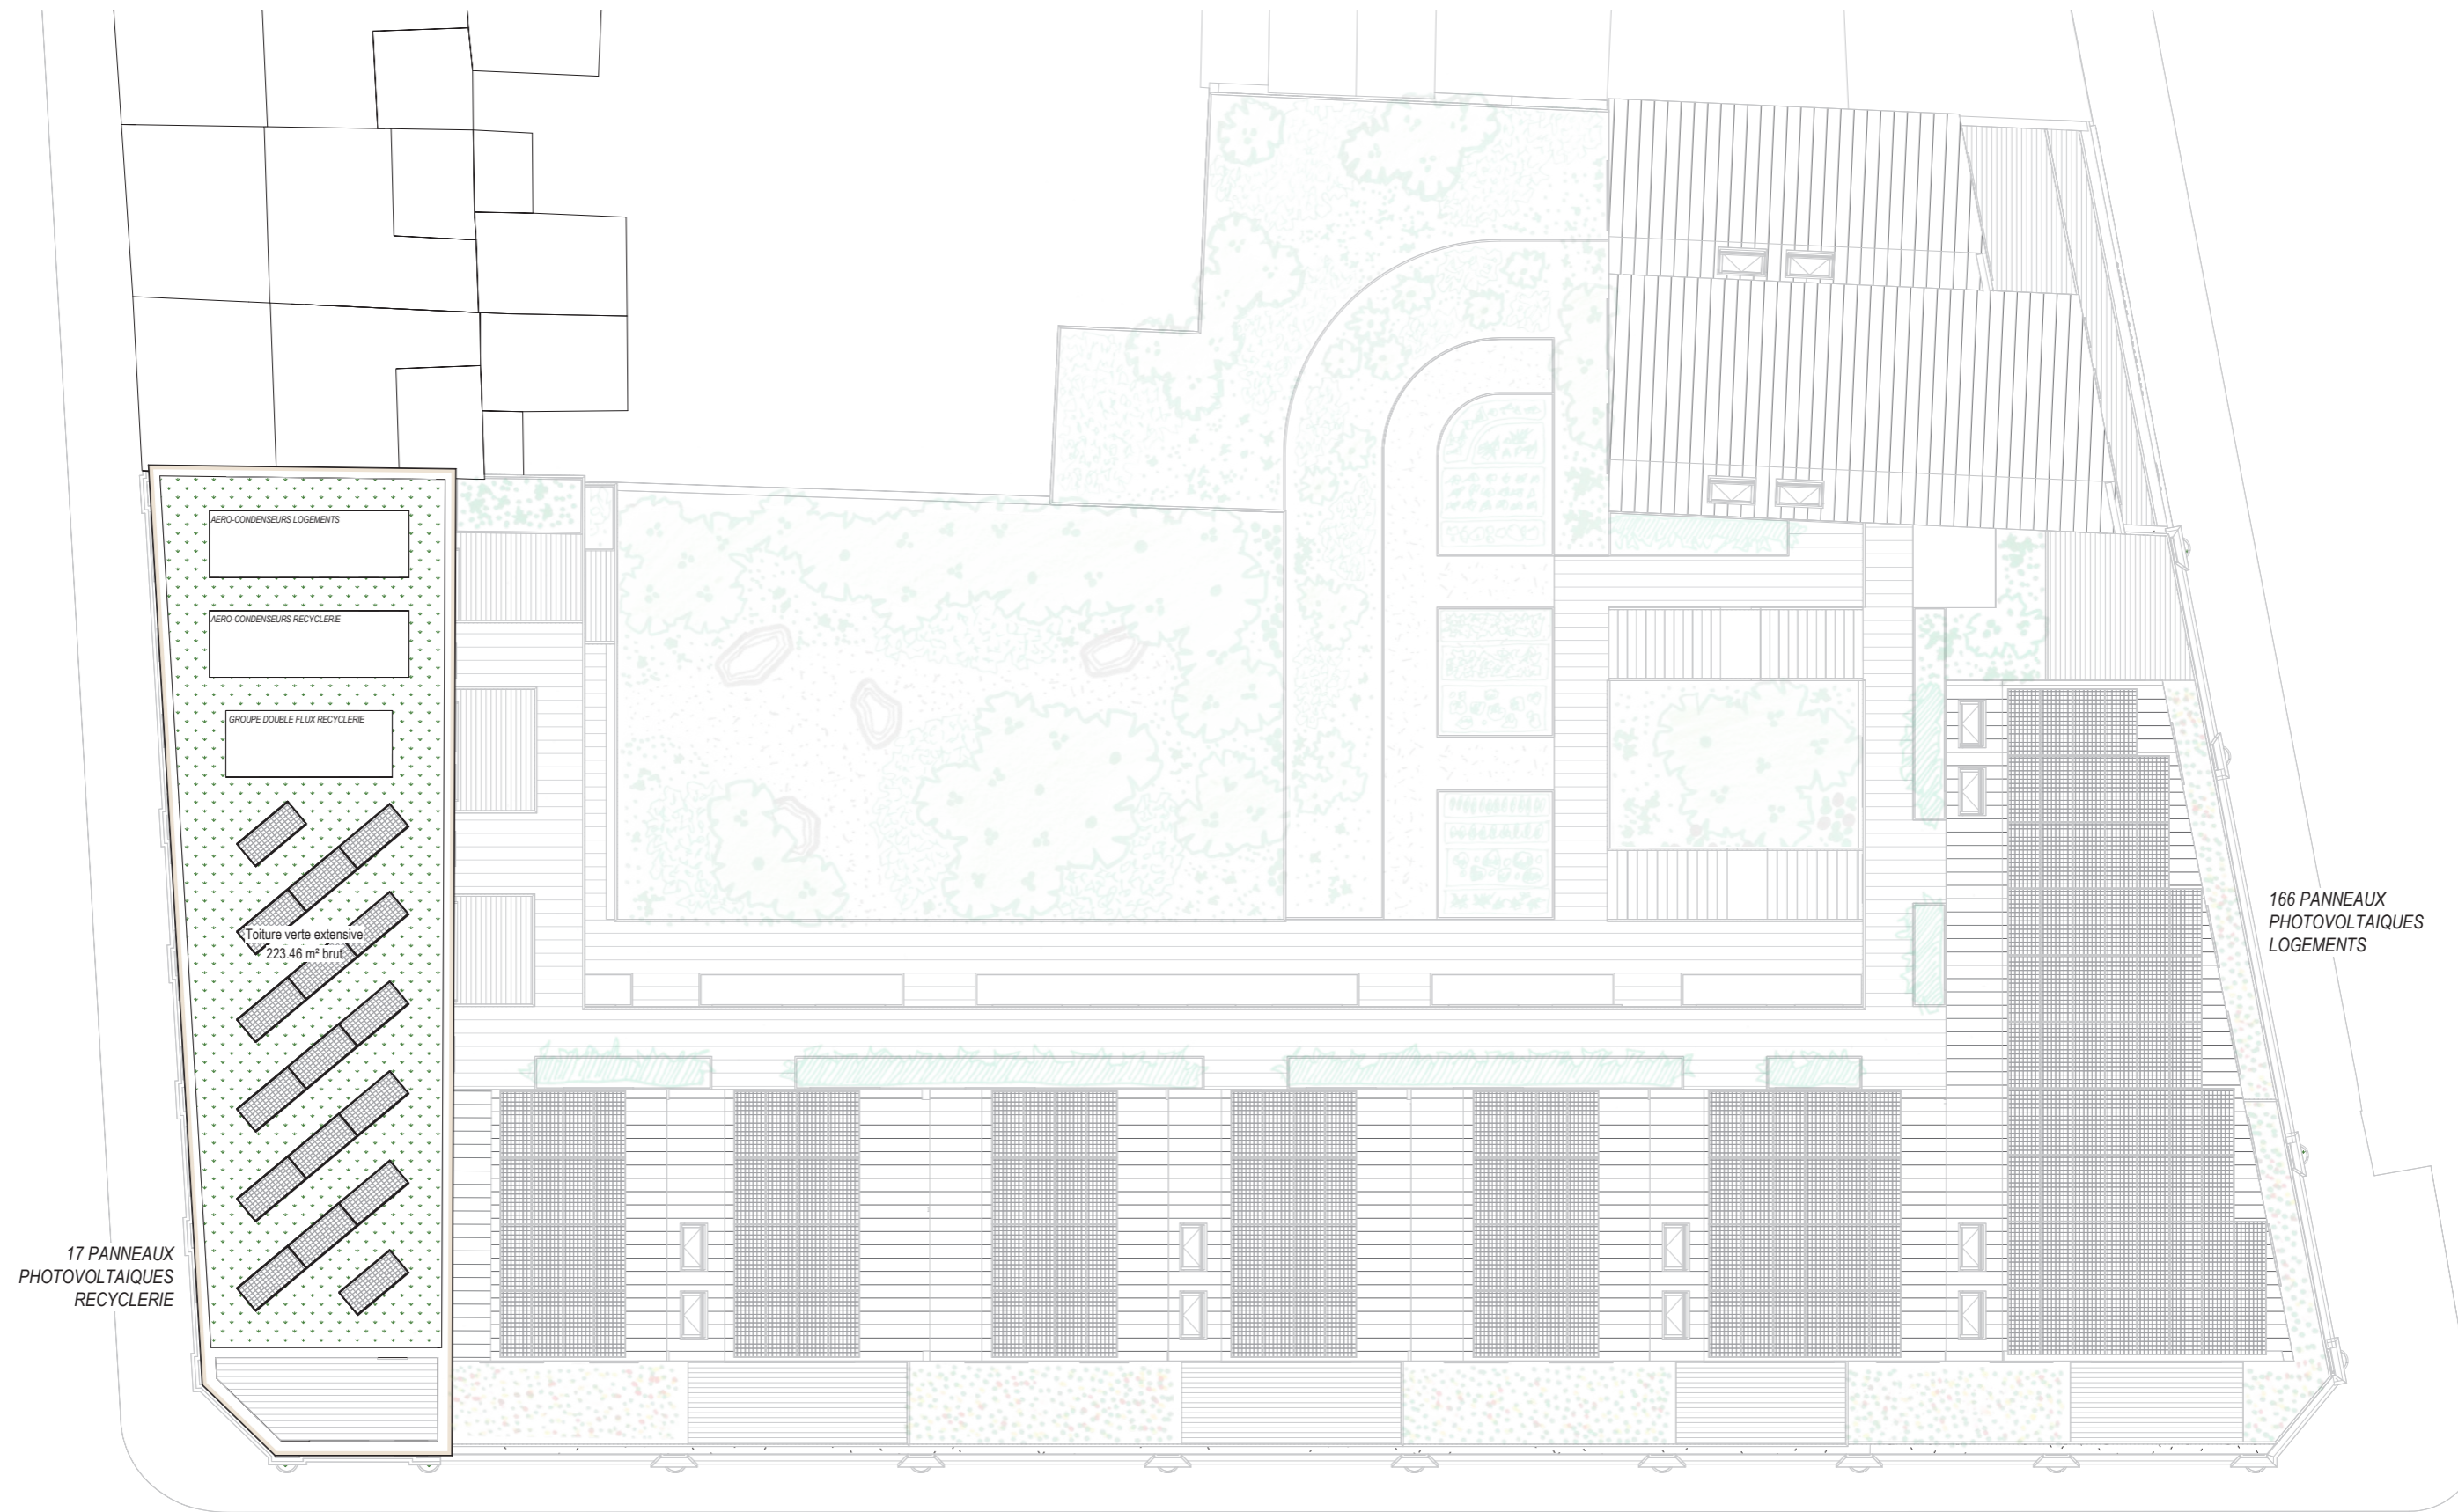 AERO-CONDENSEURS LOGEMENTS
AERO-CONDENSEURS RECYCLERIE
GROUPE DOUBLE FLUX RECYCLERIE
Toiture verte extensive
223.46 m² brut
166 PANNEAUX
PHOTOVOLTAIQUES
LOGEMENTS
17 PANNEAUX
PHOTOVOLTAIQUES
RECYCLERIE